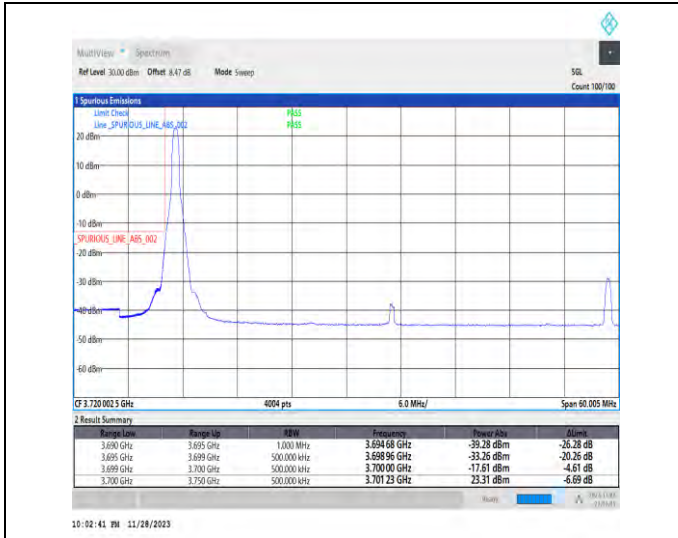 MultiView Spectrum
Ref Level 30.00 dBm Offset 8.47 dB Mode Sweep SGL
Count 100/100
1 Spurious Emissions
Limit Check PASS
Line _SPURIOUS_LINE_ABS_002 PASS
20 dBm
10 dBm
0 dBm
-10 dBm
_SPURIOUS_LINE_ABS_002
-20 dBm
-30 dBm
-40 dBm
-50 dBm
-60 dBm
CF 3.720 002 5 GHz 4004 pts 6.0 MHz/ Span 60.005 MHz
2 Result Summary
Range Low Range Up RBW Frequency Power Abs ΔLimit
3.690 GHz 3.695 GHz 1.000 MHz 3.694 68 GHz -39.28 dBm -26.28 dB
3.695 GHz 3.699 GHz 500.000 kHz 3.698 96 GHz -33.26 dBm -20.26 dB
3.699 GHz 3.700 GHz 500.000 kHz 3.700 00 GHz -17.61 dBm -4.61 dB
3.700 GHz 3.750 GHz 500.000 kHz 3.701 23 GHz 23.31 dBm -6.69 dB
10:02:41 PM 11/28/2023